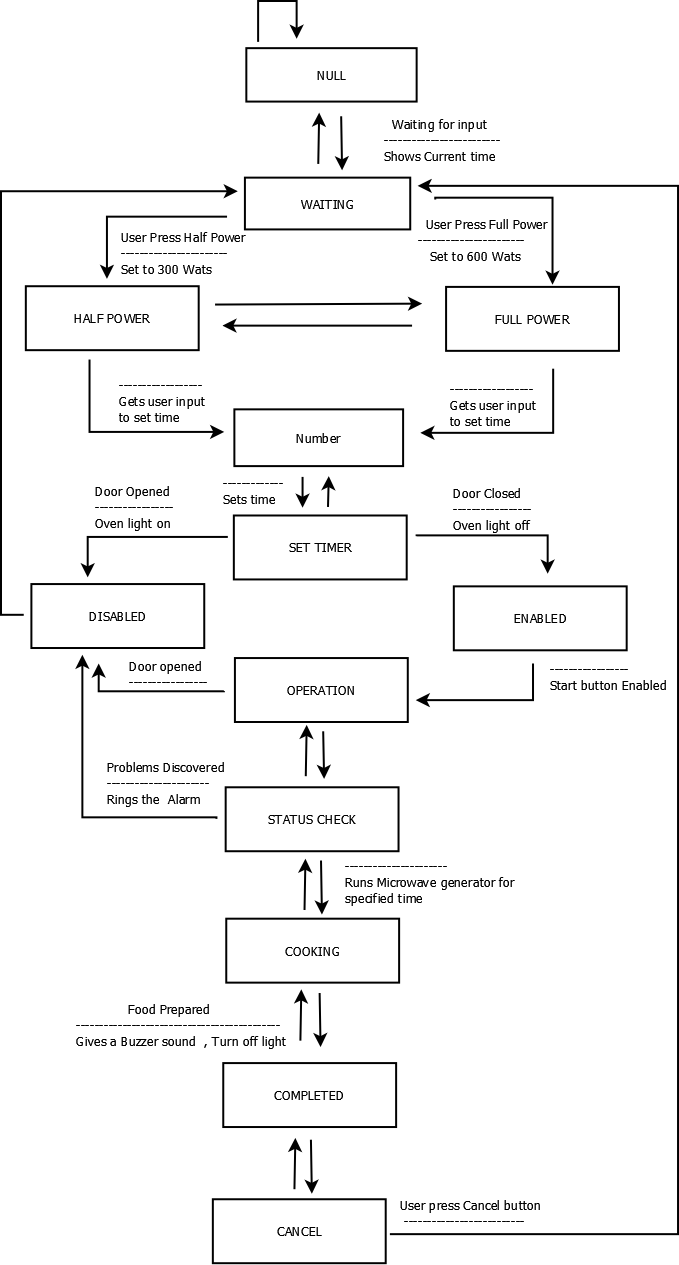 NULL
Waiting for input
Shows Current time
WAITING
User Press Half Power
Set to 300 Wats
User Press Full Power
Set to 600 Wats
HALF POWER
FULL POWER
Gets user input
to set time
Gets user input
to set time
Number
Sets time
Door Opened
Oven light on
SET TIMER
Door Closed
Oven light off
DISABLED
ENABLED
Door opened
OPERATION
Start button Enabled
Problems Discovered
Rings the Alarm
STATUS CHECK
Runs Microwave generator for
specified time
COOKING
Food Prepared
Gives a Buzzer sound , Turn off light
COMPLETED
User press Cancel button
CANCEL